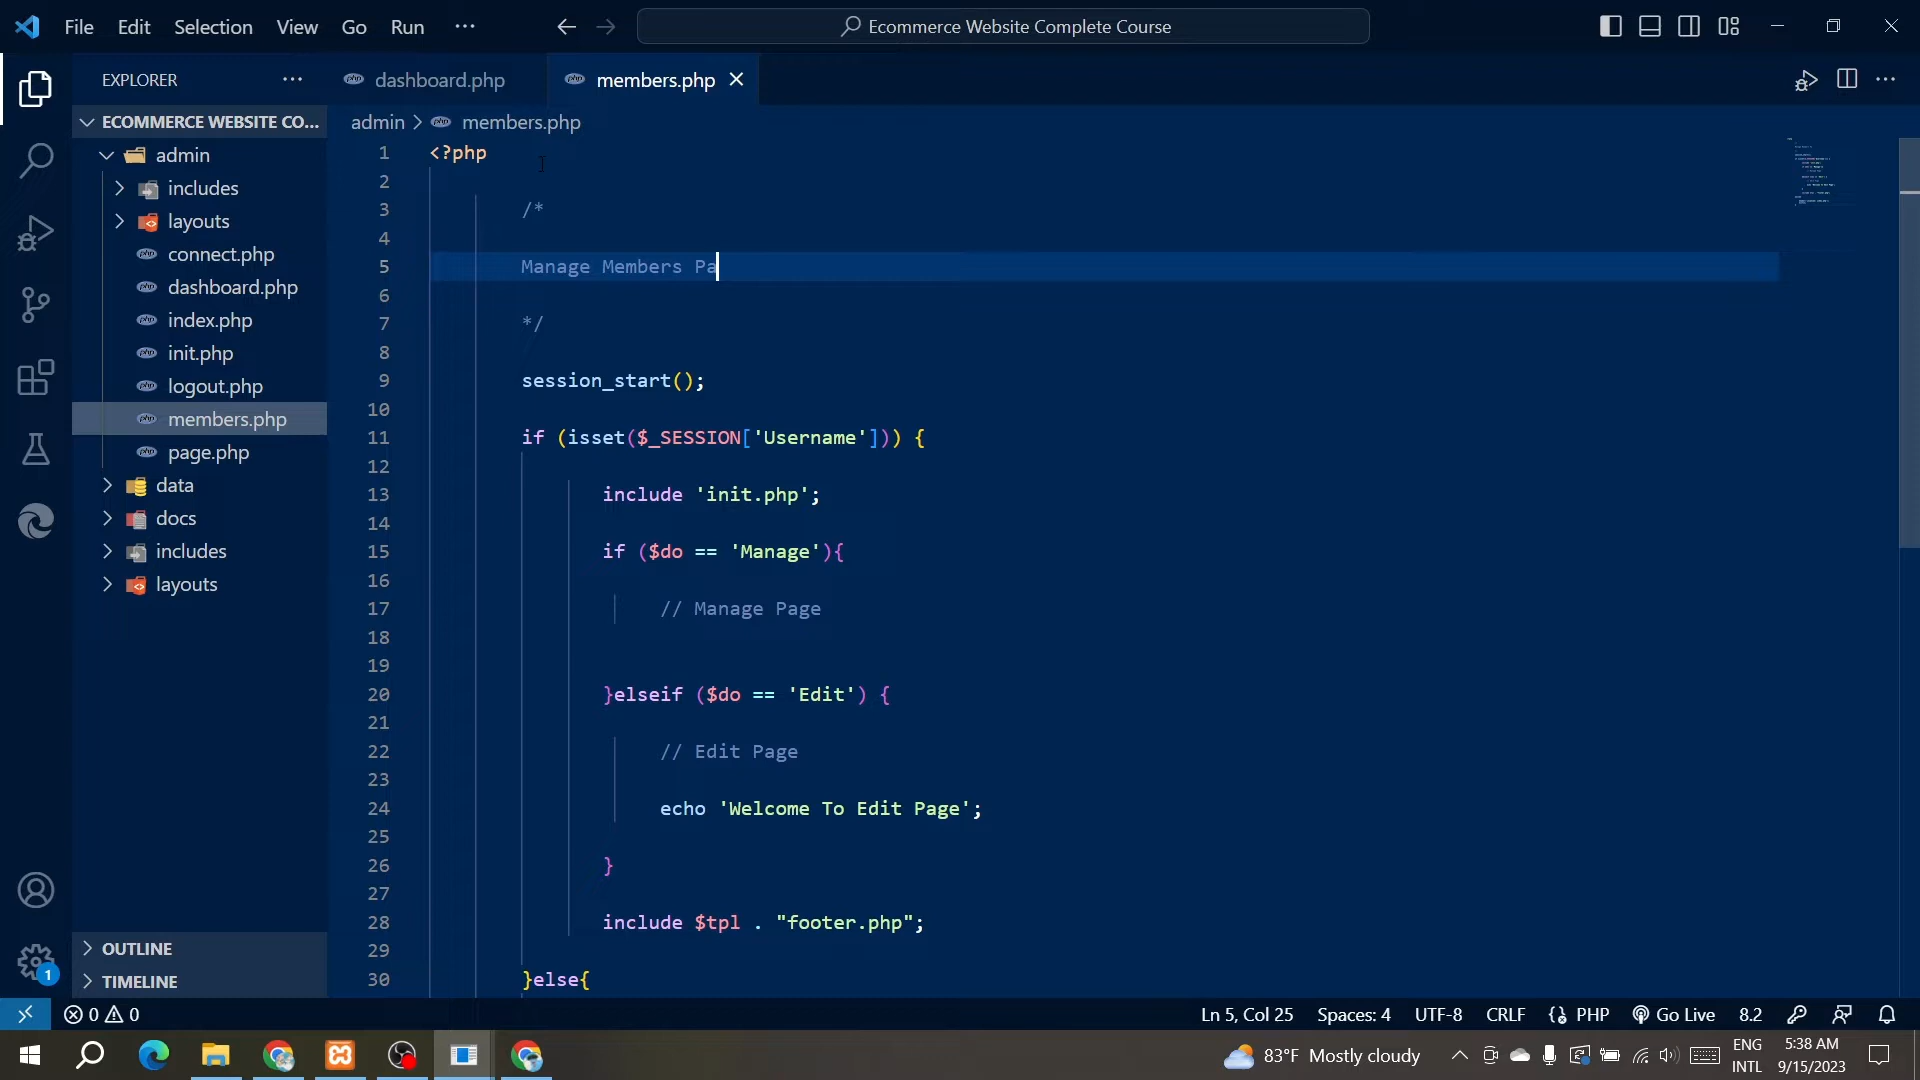 File Edit Selection View Go Run ··· Ecommerce Website Complete Course
EXPLORER ···
dashboard.php
members.php
ECOMMERCE WEBSITE CO...
admin
includes
layouts
connect.php
dashboard.php
index.php
init.php
logout.php
members.php
page.php
data
docs
includes
layouts
OUTLINE
TIMELINE
admin > members.php
1 <?php
2
3 /*
4
5 Manage Members Pa
6
7 */
8
9 session_start();
10
11 if (isset($_SESSION['Username'])) {
12
13 include 'init.php';
14
15 if ($do == 'Manage'){
16
17 // Manage Page
18
19
20 }elseif ($do == 'Edit') {
21
22 // Edit Page
23
24 echo 'Welcome To Edit Page';
25
26 }
27
28 include $tpl . "footer.php";
29
30 }else{
1
0 0 Ln 5, Col 25 Spaces: 4 UTF-8 CRLF {} PHP Go Live 8.2
83°F Mostly cloudy
ENG
INTL
5:38 AM
9/15/2023